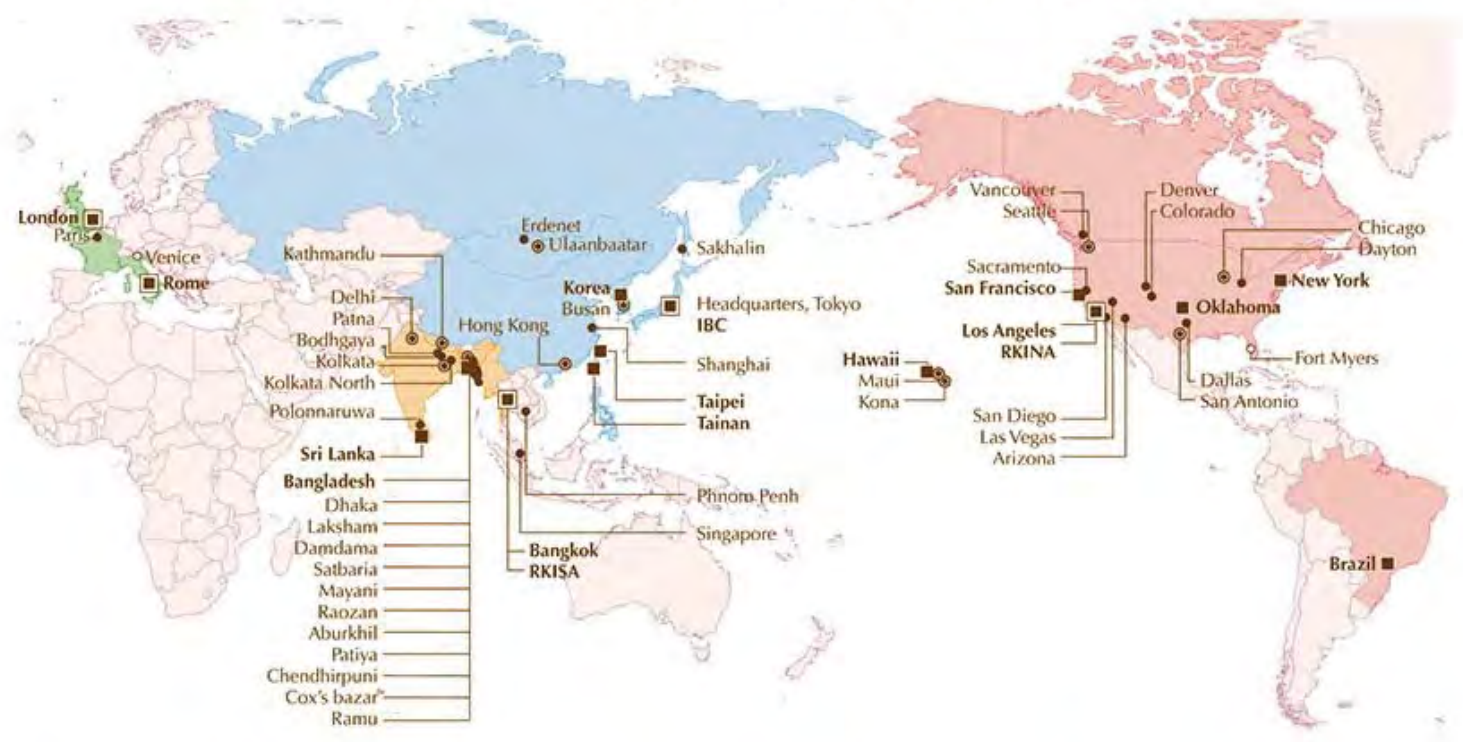 London
Paris
Venice
Rome
Kathmandu
Delhi
Patna
Bodhgaya
Kolkata
Kolkata North
Polonnaruwa
Sri Lanka
Bangladesh
Dhaka
Laksham
Damdama
Satbaria
Mayani
Raozan
Aburkhil
Patiya
Chendhirpuni
Cox's bazar
Ramu
Erdenet
Ulaanbaatar
Sakhalin
Korea
Busan
Headquarters, Tokyo
IBC
Hong Kong
Shanghai
Taipei
Tainan
Phnom Penh
Singapore
Bangkok
RKISA
Hawaii
Maui
Kona
Vancouver
Seattle
Sacramento
San Francisco
Los Angeles
RKINA
San Diego
Las Vegas
Arizona
Denver
Colorado
Chicago
Dayton
New York
Oklahoma
Fort Myers
Dallas
San Antonio
Brazil